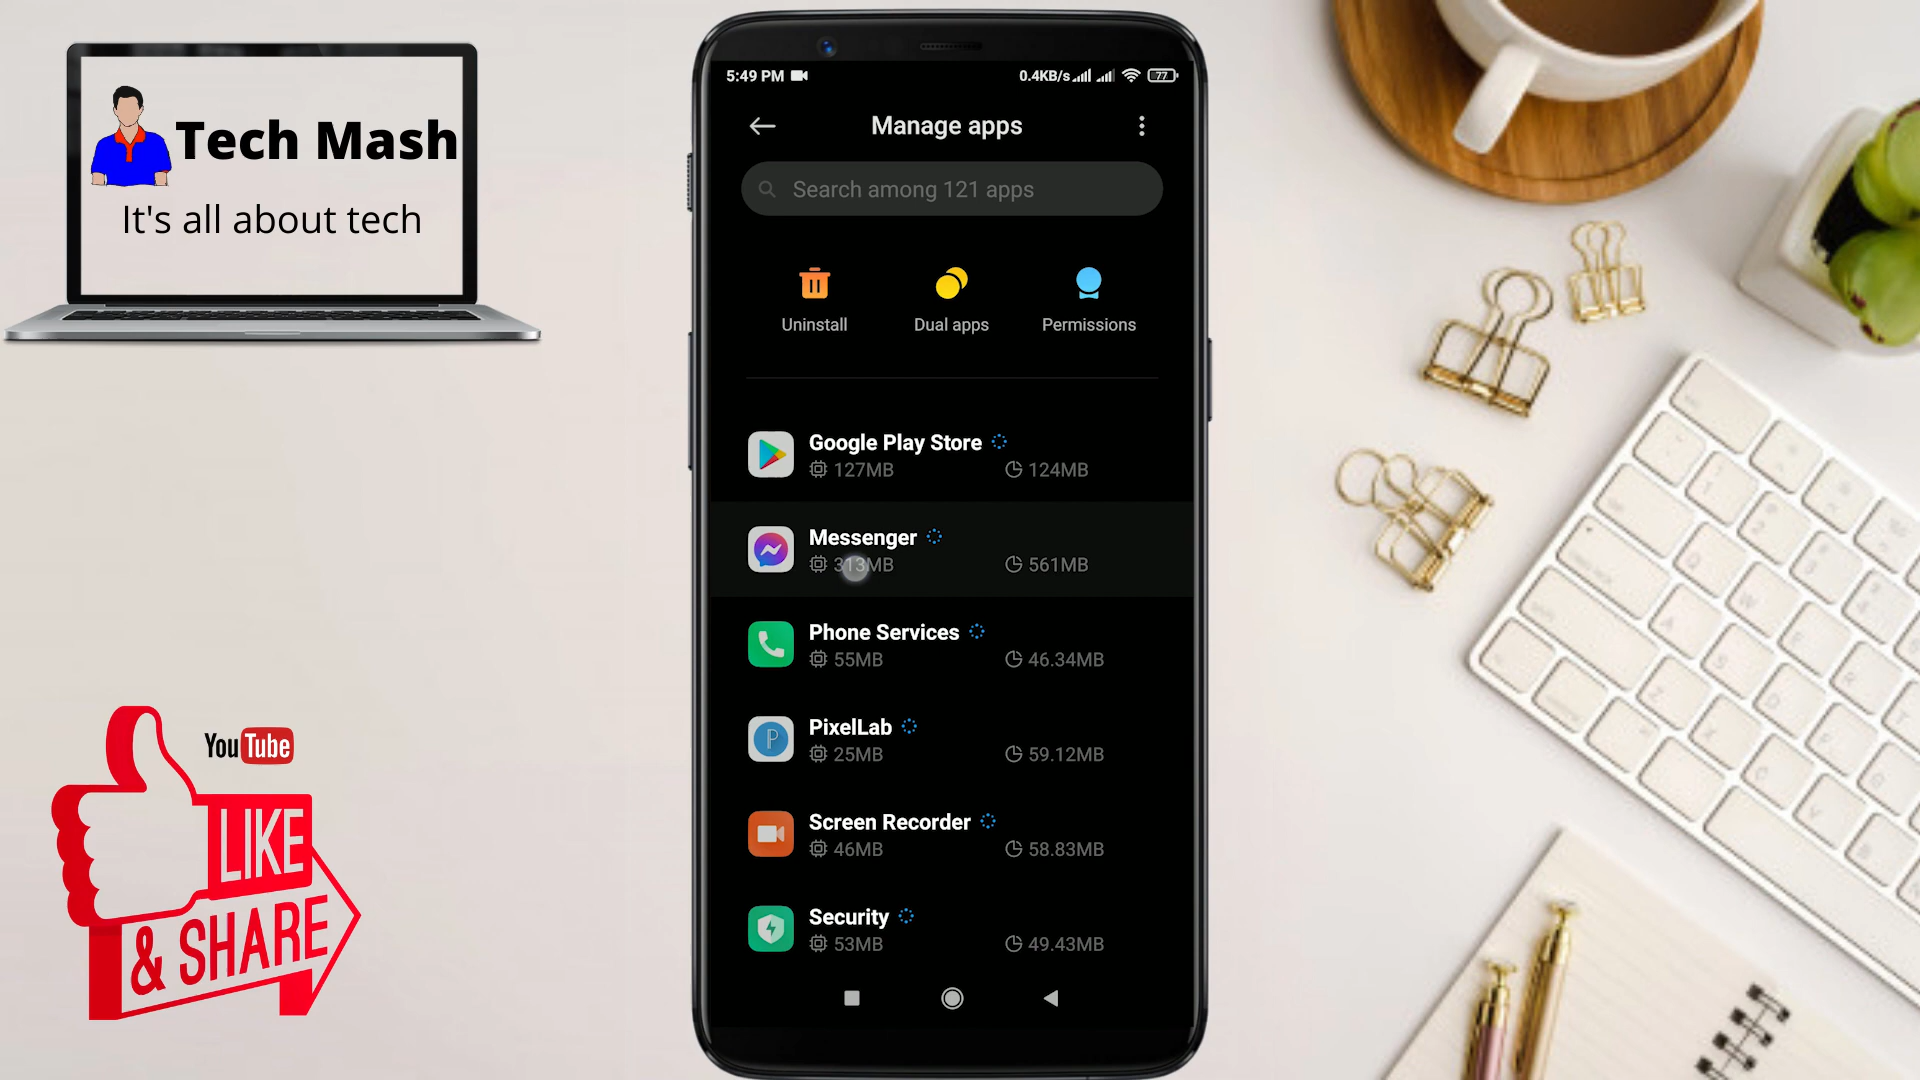 Tech Mash
It's all about tech
YouTube
LIKE
& SHARE
5:49 PM
0.4KB/s
77
Manage apps
Search among 121 apps
Uninstall
Dual apps
Permissions
Google Play Store
127MB
124MB
Messenger
313MB
561MB
Phone Services
55MB
46.34MB
PixelLab
25MB
59.12MB
Screen Recorder
46MB
58.83MB
Security
53MB
49.43MB